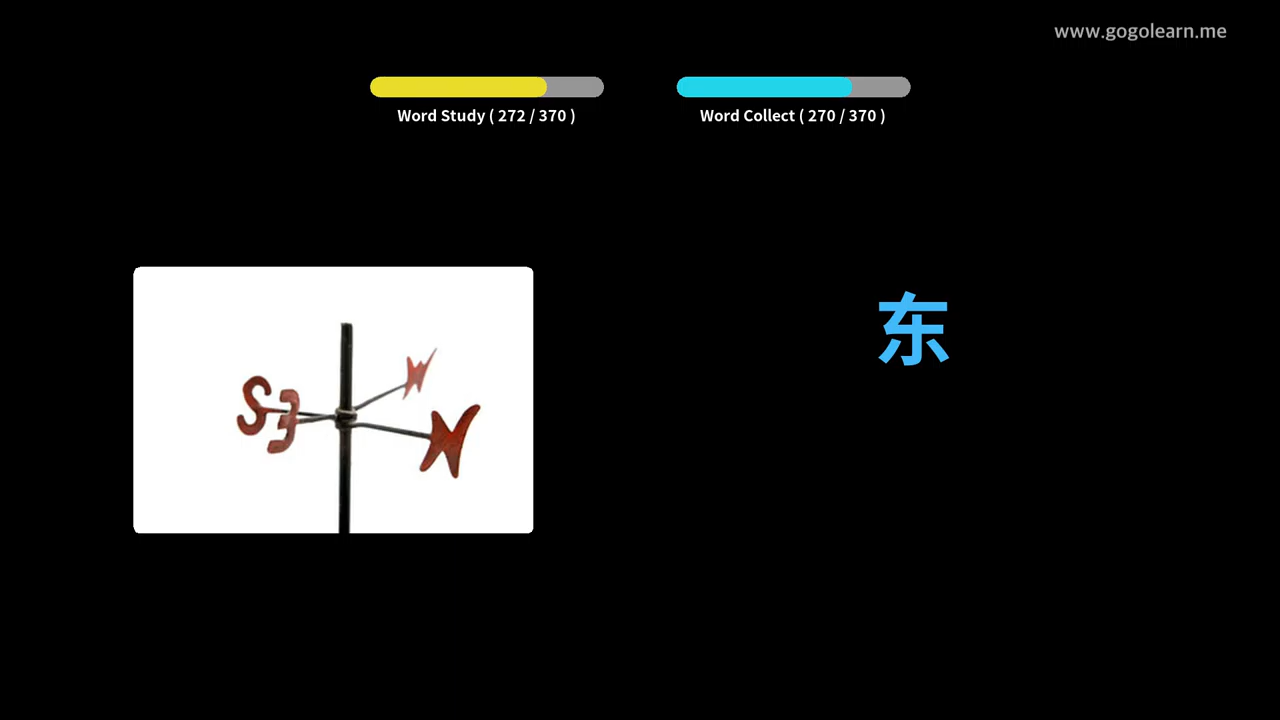 www.gogolearn.me
Word Study ( 272 / 370 )
Word Collect ( 270 / 370 )
东
S
E
W
N